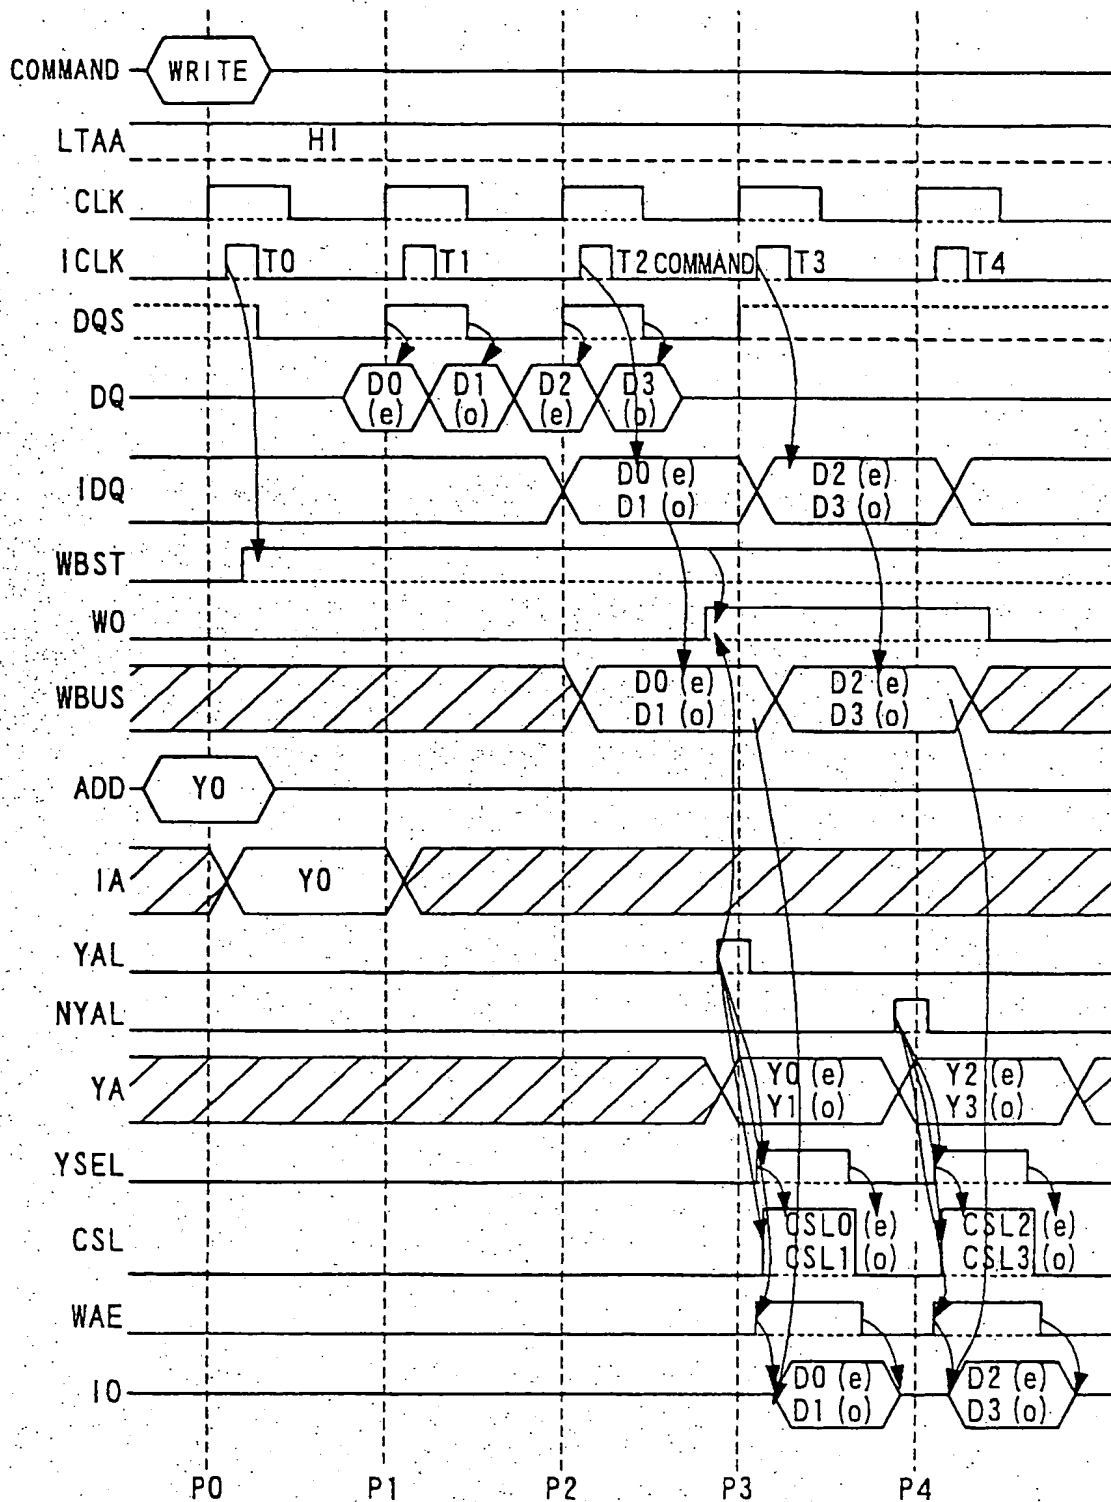 COMMAND WRITE
LTAA HI
CLK
ICLK T0 T1 T2 COMMAND T3 T4
DQS
DQ D0 D1 D2 D3
(e) (o) (e) (o)
IDQ D0 (e) D2 (e)
D1 (o) D3 (o)
WBST
WO
WBUS D0 (e) D2 (e)
D1 (o) D3 (o)
ADD Y0
IA Y0
YAL
NYAL
YA Y0 (e) Y2 (e)
Y1 (o) Y3 (o)
YSEL
CSL CSL0 (e) CSL2 (e)
CSL1 (o) CSL3 (o)
WAE
IO D0 (e) D2 (e)
D1 (o) D3 (o)
P0 P1 P2 P3 P4